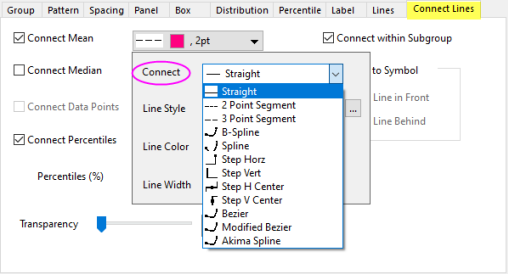 Group Pattern Spacing Panel Box Distribution Percentile Label Lines Connect Lines
Connect Mean , 2pt Connect within Subgroup
Connect Median Connect Straight to Symbol
Straight
Connect Data Points Line Style 2 Point Segment ... Line in Front
3 Point Segment Line Behind
B-Spline
Connect Percentiles Line Color Spline
Step Horz
Step Vert
Percentiles (%) Line Width Step H Center
Step V Center
Transparency Bezier
Modified Bezier
Akima Spline